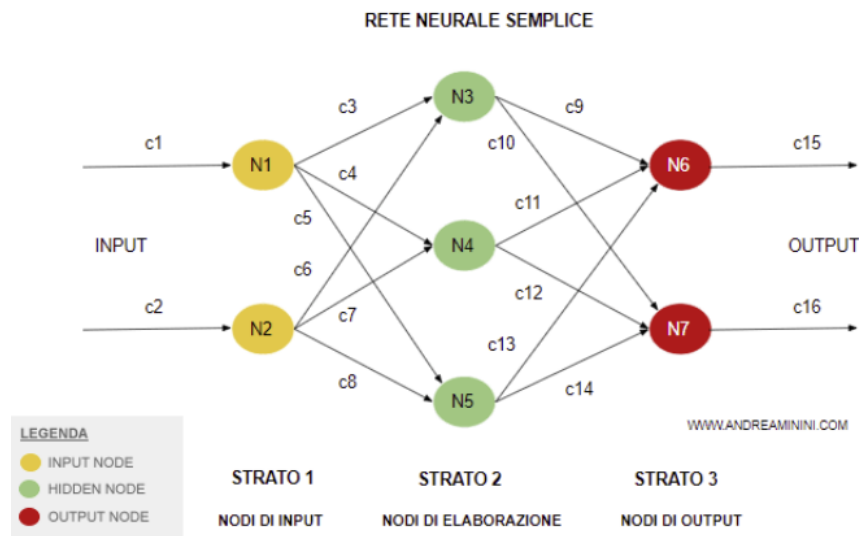 RETE NEURALE SEMPLICE
N3
c3
c9
c1
c10
c15
N1
c4
N6
c5
c11
INPUT
N4
OUTPUT
c6
c12
c2
c7
c16
N2
c13
N7
c8
c14
N5
WWW.ANDREAMININI.COM
LEGENDA
INPUT NODE
HIDDEN NODE
OUTPUT NODE
STRATO 1
STRATO 2
STRATO 3
NODI DI INPUT
NODI DI ELABORAZIONE
NODI DI OUTPUT